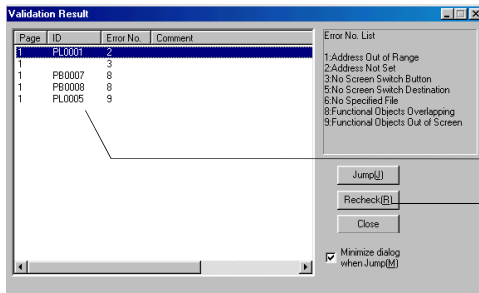 Validation Result
Page ID Error No. Comment
1 PL0001 2
1 3
1 PB0007 8
1 PB0008 8
1 PL0005 9
Error No. List
1:Address Out of Range
2:Address Not Set
3:No Screen Switch Button
5:No Screen Switch Destination
6:No Specified File
8:Functional Objects Overlapping
9:Functional Objects Out of Screen
Jump(J)
Recheck(R)
Close
Minimize dialog
when Jump(M)